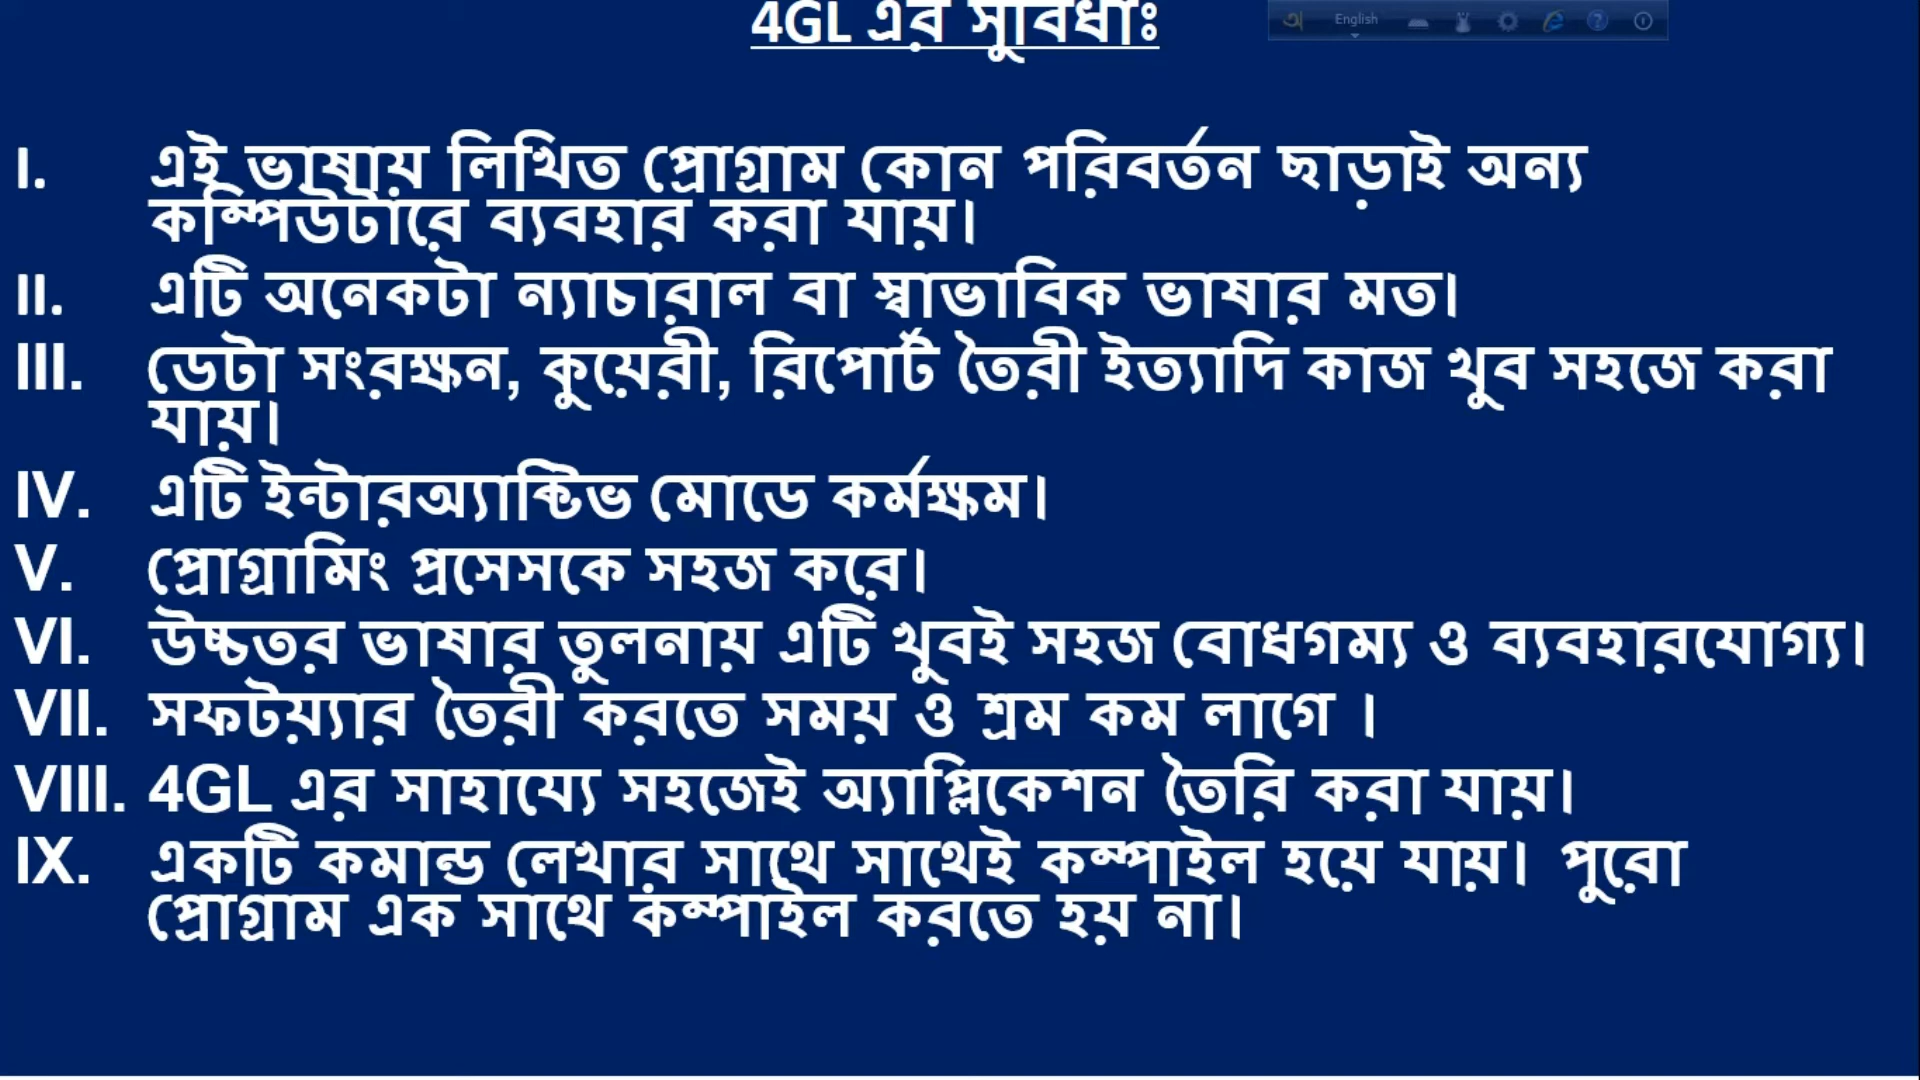 4GL এর সুবিধাঃ
English
I. এই ভাষায় লিখিত প্রোগ্রাম কোন পরিবর্তন ছাড়াই অন্য
কম্পিউটারে ব্যবহার করা যায়।
II. এটি অনেকটা ন্যাচারাল বা স্বাভাবিক ভাষার মত।
III. ডেটা সংরক্ষন, কুয়েরী, রিপোর্ট তৈরী ইত্যাদি কাজ খুব সহজে করা
যায়।
IV. এটি ইন্টারঅ্যাক্টিভ মোডে কর্মক্ষম।
V. প্রোগ্রামিং প্রসেসকে সহজ করে।
VI. উচ্চতর ভাষার তুলনায় এটি খুবই সহজ বোধগম্য ও ব্যবহারযোগ্য।
VII. সফটয়্যার তৈরী করতে সময় ও শ্রম কম লাগে ।
VIII. 4GL এর সাহায্যে সহজেই অ্যাপ্লিকেশন তৈরি করা যায়।
IX. একটি কমান্ড লেখার সাথে সাথেই কম্পাইল হয়ে যায়। পুরো
প্রোগ্রাম এক সাথে কম্পাইল করতে হয় না।